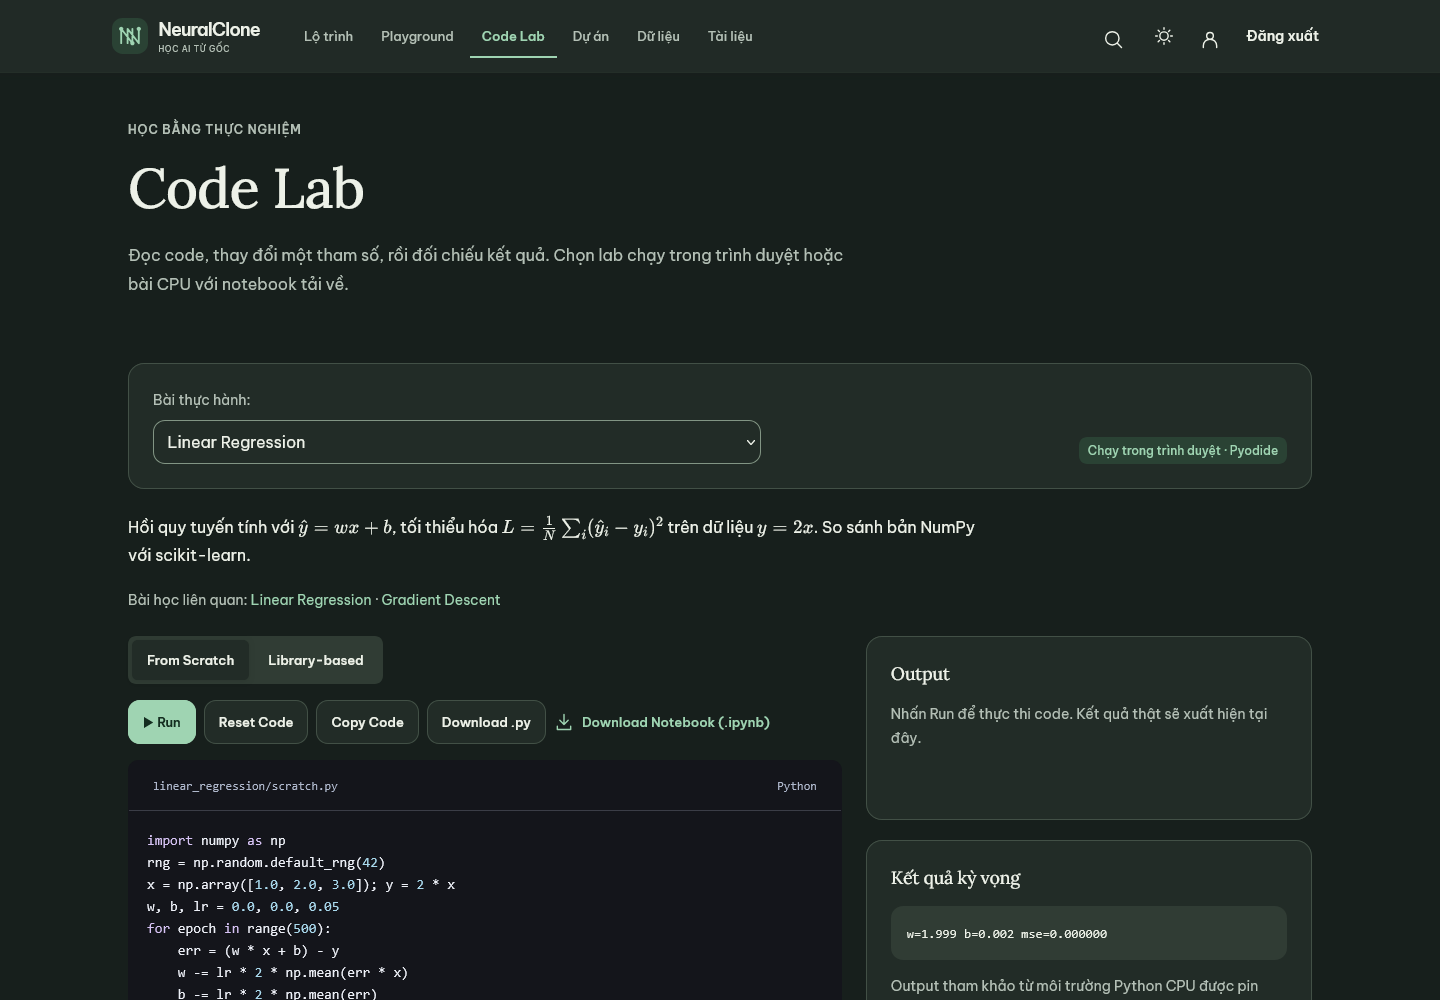 NeuralClone
HỌC AI TỪ GỐC
Lộ trình
Playground
Code Lab
Dự án
Dữ liệu
Tài liệu
Đăng xuất
HỌC BẰNG THỰC NGHIỆM
Code Lab
Đọc code, thay đổi một tham số, rồi đối chiếu kết quả. Chọn lab chạy trong trình duyệt hoặc
bài CPU với notebook tải về.
Bài thực hành:
Linear Regression
Chạy trong trình duyệt · Pyodide
Hồi quy tuyến tính với ŷ = wx + b, tối thiểu hóa L = 1/N ∑ᵢ(ŷᵢ − yᵢ)² trên dữ liệu y = 2x. So sánh bản NumPy
với scikit-learn.
Bài học liên quan: Linear Regression · Gradient Descent
From Scratch
Library-based
▶ Run
Reset Code
Copy Code
Download .py
Download Notebook (.ipynb)
linear_regression/scratch.py
Python
import numpy as np
rng = np.random.default_rng(42)
x = np.array([1.0, 2.0, 3.0]); y = 2 * x
w, b, lr = 0.0, 0.0, 0.05
for epoch in range(500):
    err = (w * x + b) - y
    w -= lr * 2 * np.mean(err * x)
    b -= lr * 2 * np.mean(err)
Output
Nhấn Run để thực thi code. Kết quả thật sẽ xuất hiện tại
đây.
Kết quả kỳ vọng
w=1.999 b=0.002 mse=0.000000
Output tham khảo từ môi trường Python CPU được pin